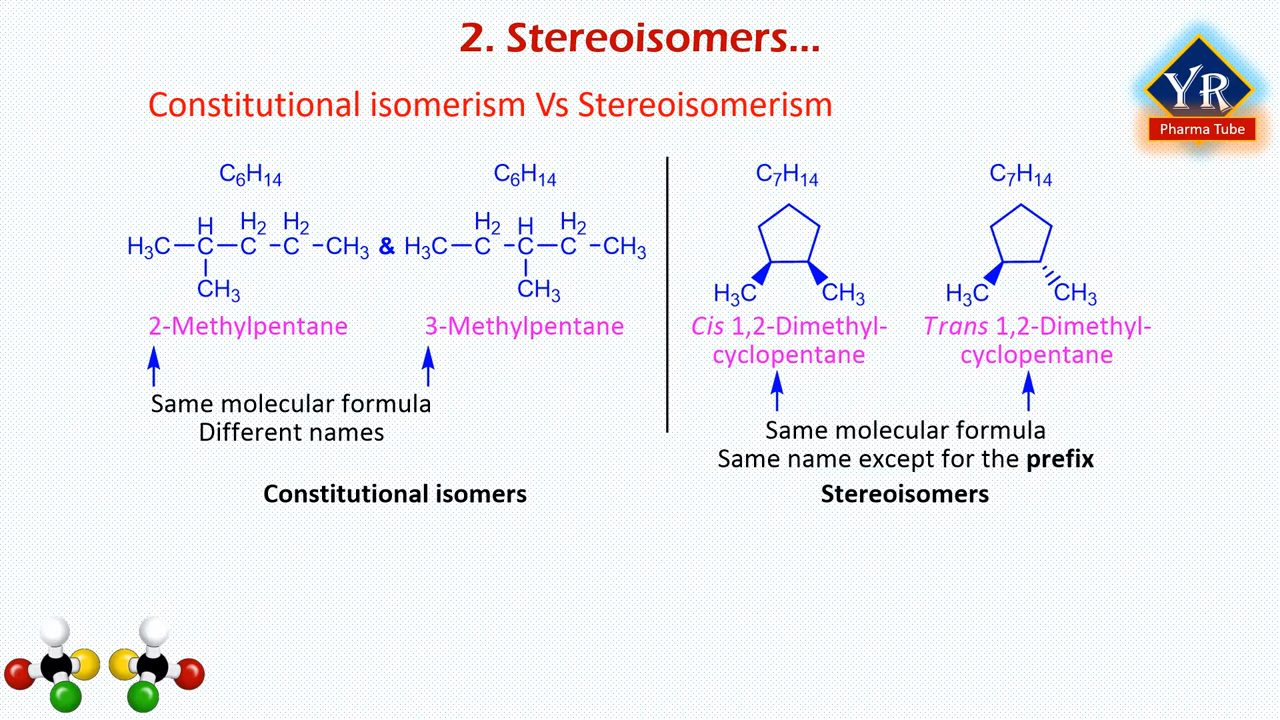 2. Stereoisomers...
YR
Pharma Tube
Constitutional isomerism Vs Stereoisomerism
C6H14
C6H14
H H2 H2
H3C—C—C–C–CH3 & H3C—C–C—C–CH3
H2 H H2
CH3
CH3
2-Methylpentane
3-Methylpentane
Same molecular formula
Different names
Constitutional isomers
C7H14
C7H14
H3C CH3
H3C CH3
Cis 1,2-Dimethyl-
cyclopentane
Trans 1,2-Dimethyl-
cyclopentane
Same molecular formula
Same name except for the prefix
Stereoisomers